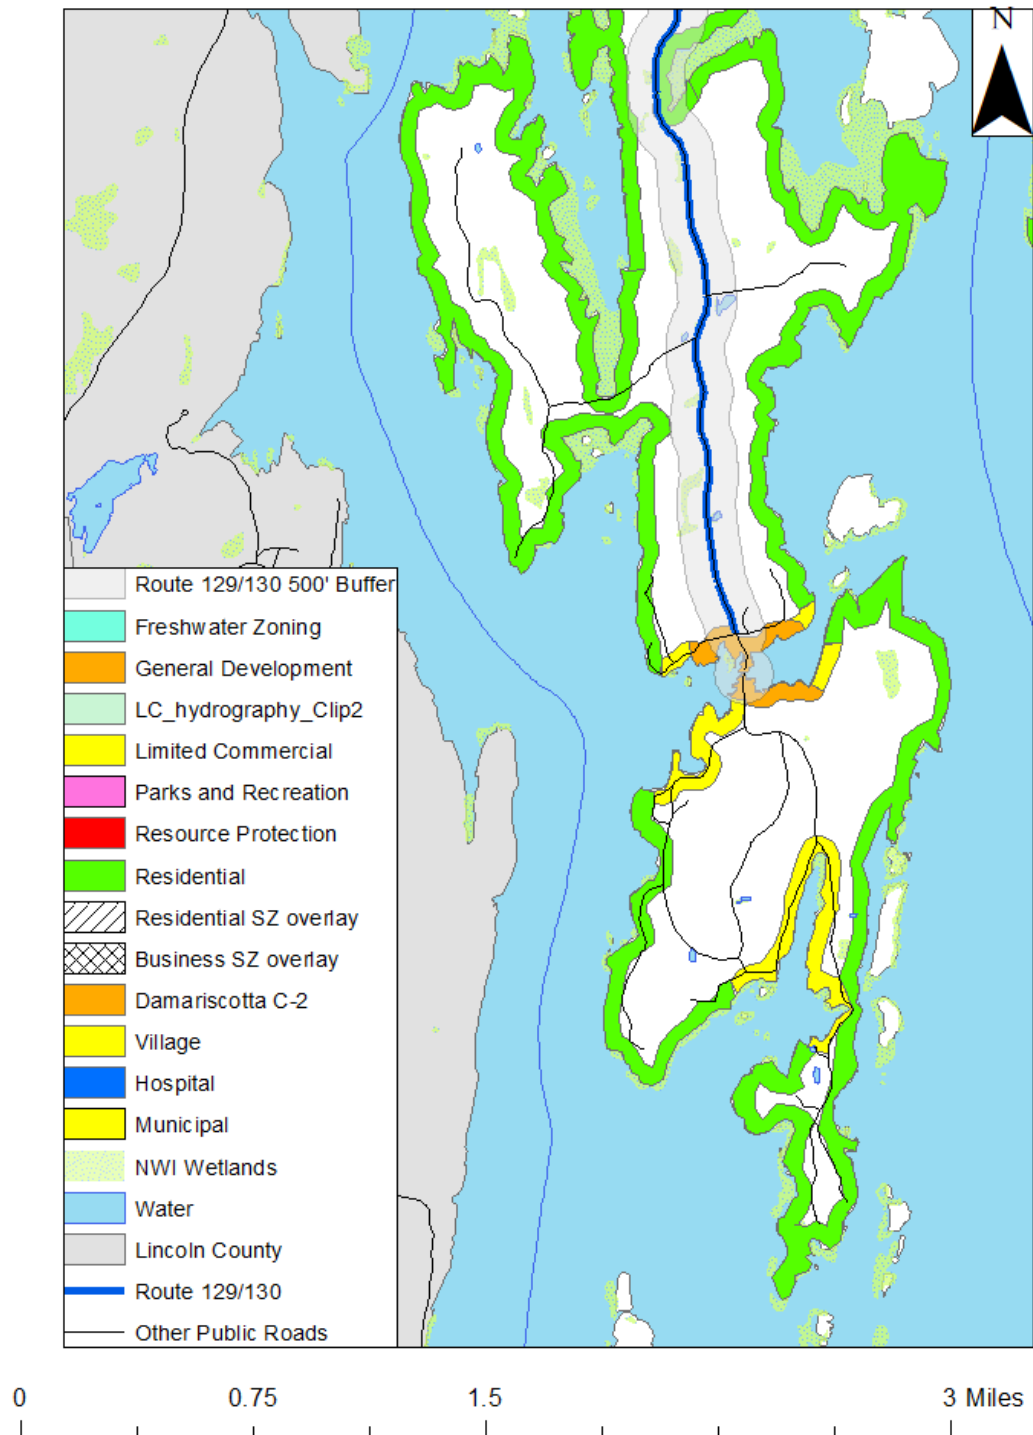 N
Route 129/130 500' Buffer
Freshwater Zoning
General Development
LC_hydrography_Clip2
Limited Commercial
Parks and Recreation
Resource Protection
Residential
Residential SZ overlay
Business SZ overlay
Damariscotta C-2
Village
Hospital
Municipal
NWI Wetlands
Water
Lincoln County
Route 129/130
Other Public Roads
0 0.75 1.5 3 Miles